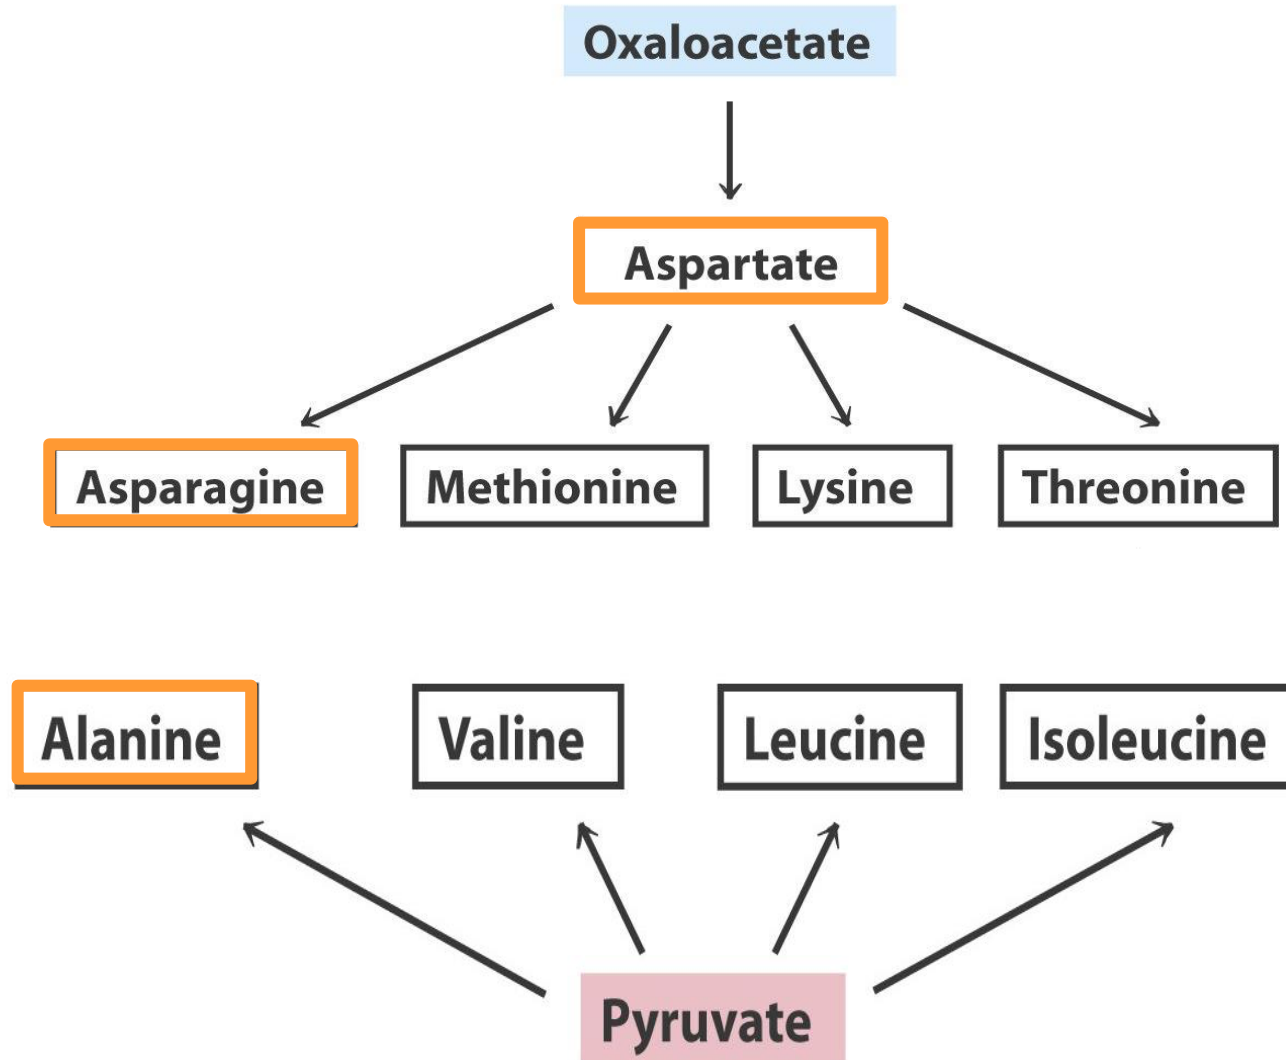 Oxaloacetate
Aspartate
Asparagine
Methionine
Lysine
Threonine
Alanine
Valine
Leucine
Isoleucine
Pyruvate